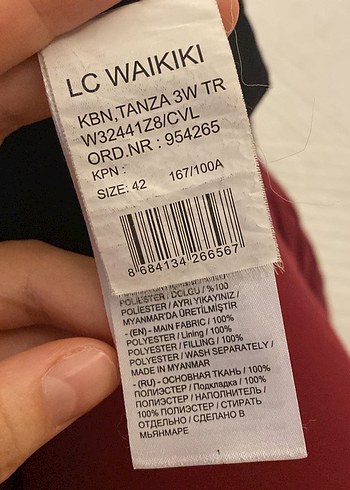 LC WAIKIKI
KBN,TANZA 3W TR
W32441Z8/CVL
ORD.NR : 954265
KPN :
SIZE: 42 167/100A
8 684134 266567
POLIESTER / DOLGU / %100
POLIESTER / AYRI YIKAYINIZ /
MYANMAR'DA ÜRETİLMİŞTİR
- (EN) - MAIN FABRIC / 100%
POLYESTER / Lining / 100%
POLYESTER / FILLING / 100%
POLYESTER / WASH SEPARATELY /
MADE IN MYANMAR
- (RU) - ОСНОВНАЯ ТКАНЬ / 100%
ПОЛИЭСТЕР / Подкладка / 100%
ПОЛИЭСТЕР / НАПОЛНИТЕЛЬ /
100% ПОЛИЭСТЕР / СТИРАТЬ
ОТДЕЛЬНО / СДЕЛАНО В
МЬЯНМАРЕ